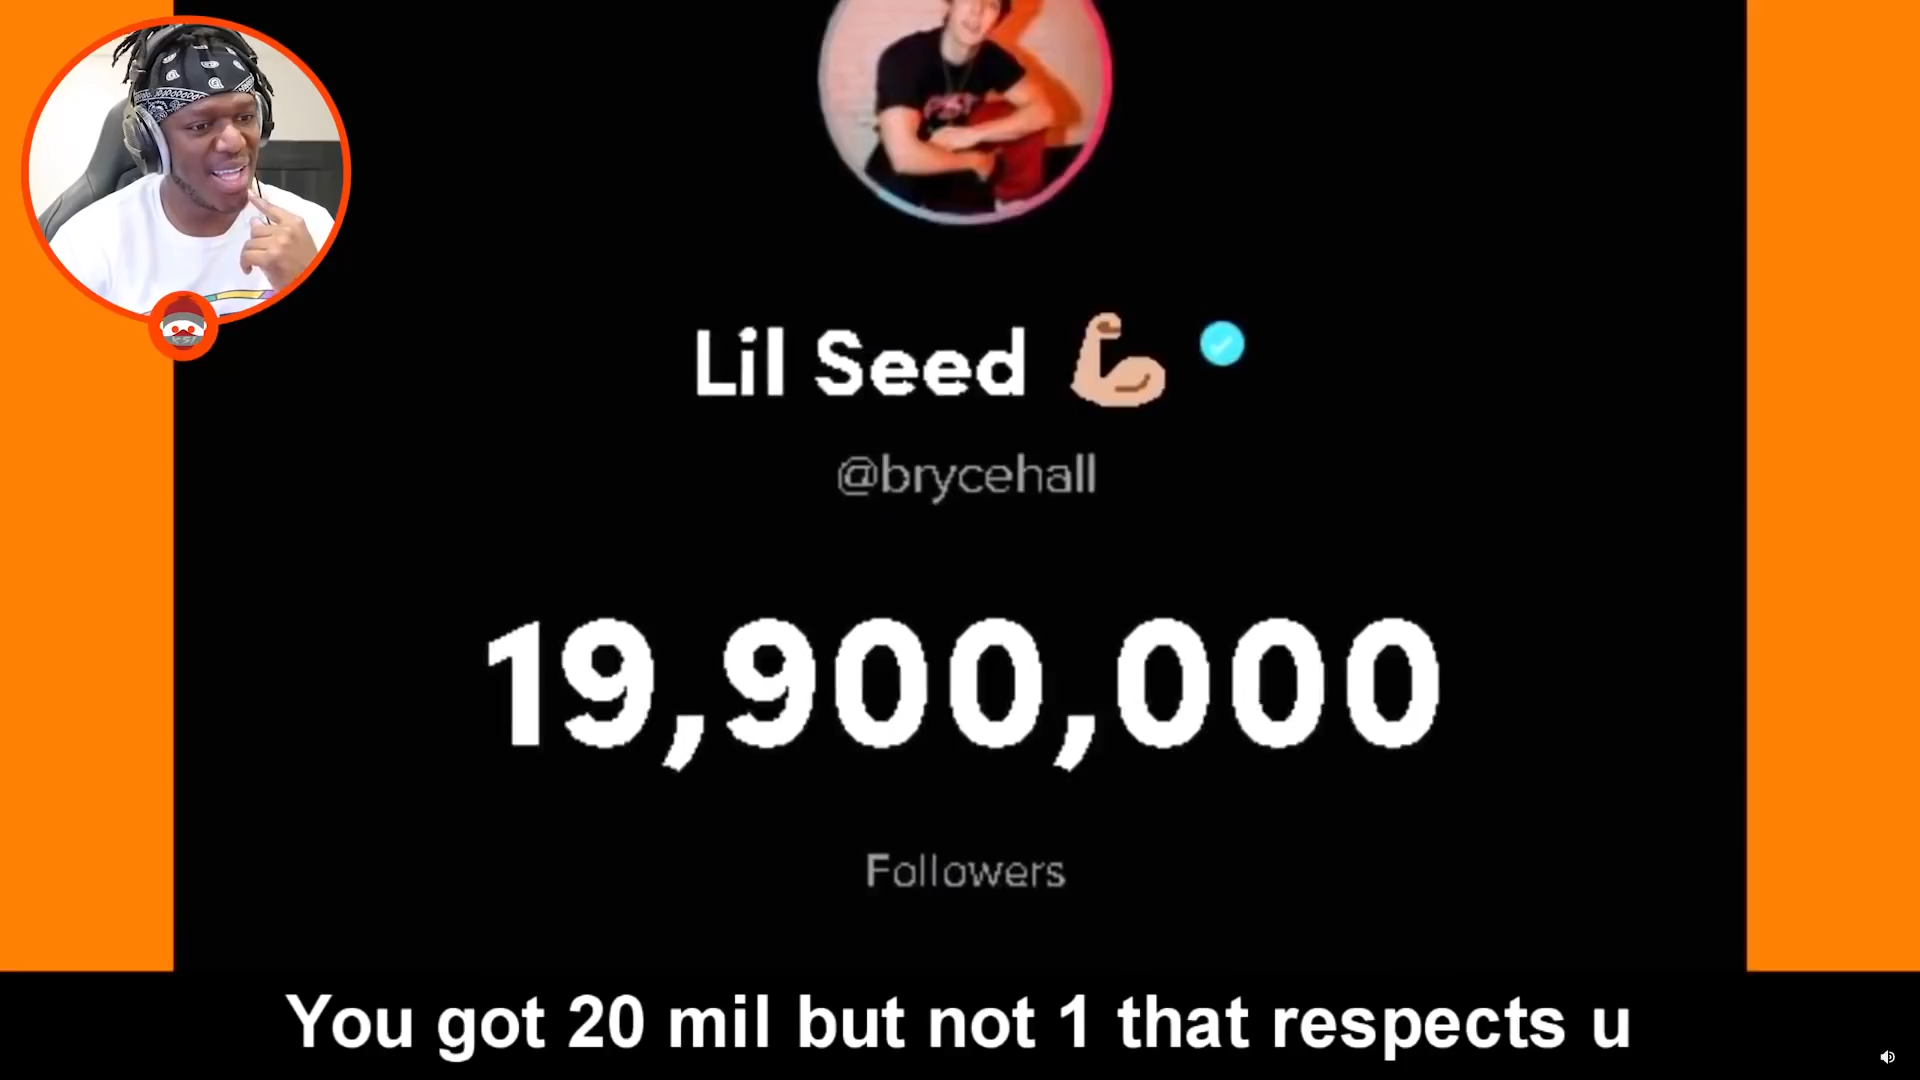 Lil Seed 💪
@brycehall
19,900,000
Followers
You got 20 mil but not 1 that respects u